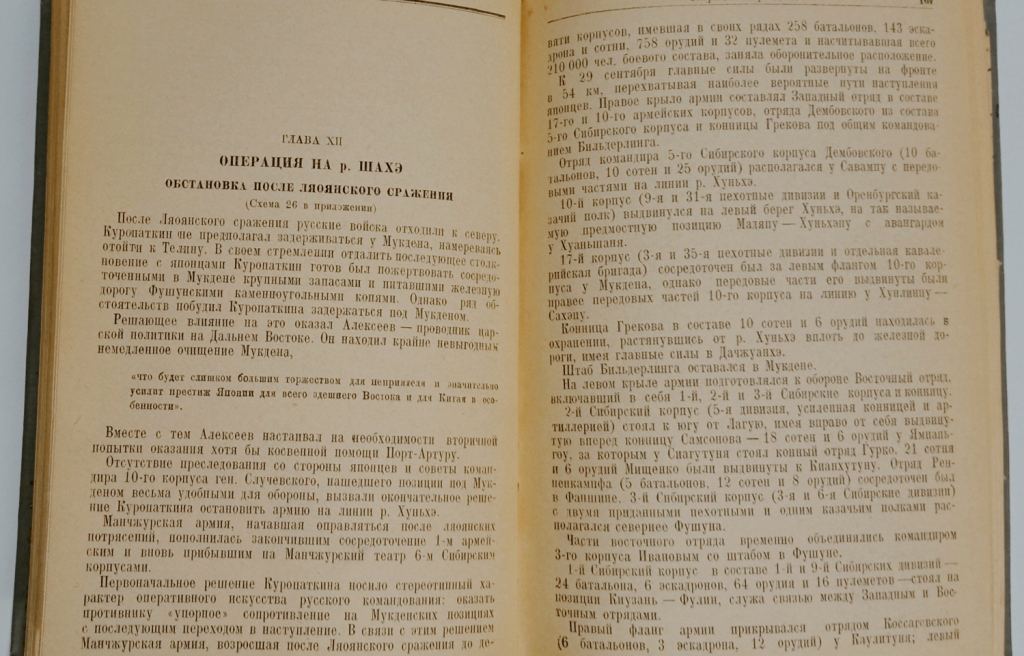 ГЛАВА XII
ОПЕРАЦИЯ НА р. ШАХЭ
ОБСТАНОВКА ПОСЛЕ ЛЯОЯНСКОГО СРАЖЕНИЯ
(Схема 26 в приложении)
После Ляоянского сражения русские войска отходили к северу.
Куропаткин не предполагал задерживаться у Мукдена, намереваясь
отойти к Телину. В своем стремлении отдалить последующее столк-
новение с японцами Куропаткин готов был пожертвовать сосредо-
точенными в Мукдене крупными запасами и питавшими железную
дорогу Фушунскими каменноугольными копями. Однако ряд об-
стоятельств побудил Куропаткина задержаться под Мукденом.
Решающее влияние на это оказал Алексеев — проводник цар-
ской политики на Дальнем Востоке. Он находил крайне невыгодным
немедленное очищение Мукдена,
«что будет слишком большим торжеством для неприятеля и значительно
усилит престиж Японии для всего здешнего Востока и для Китая в осо-
бенности».
Вместе с тем Алексеев настаивал на необходимости вторичной
попытки оказания хотя бы косвенной помощи Порт-Артуру.
Отсутствие преследования со стороны японцев и советы коман-
дира 10-го корпуса ген. Случевского, нашедшего позиции под Мук-
деном весьма удобными для обороны, вызвали окончательное реше-
ние Куропаткина остановить армию на линии р. Хуньхэ.
Манчжурская армия, начавшая оправляться после ляоянских
потрясений, пополнилась закончившим сосредоточение 1-м армей-
ским и вновь прибывшим на Манчжурский театр 6-м Сибирским
корпусами.
Первоначальное решение Куропаткина носило стереотипный ха-
рактер оперативного искусства русского командования: оказать
противнику «упорное» сопротивление на Мукденских позициях
с последующим переходом в наступление. В связи с этим решением
Манчжурская армия, возросшая после Ляоянского сражения до де-
167
вяти корпусов, имевшая в своих рядах 258 батальонов, 143 эска-
дрона и сотни, 758 орудий и 32 пулемета и насчитывавшая всего
210 000 чел. боевого состава, заняла оборонительное расположение.
К 29 сентября главные силы были развернуты на фронте
в 54 км, перехватывая наиболее вероятные пути наступления
японцев. Правое крыло армии составлял Западный отряд в составе
17-го и 10-го армейских корпусов, отряда Дембовского из состава
5-го Сибирского корпуса и конницы Грекова под общим командова-
нием Бильдерлинга.
Отряд командира 5-го Сибирского корпуса Дембовского (10 ба-
тальонов, 10 сотен и 25 орудий) располагался у Савампу с передо-
выми частями на линии р. Хуньхэ.
10-й корпус (9-я и 31-я пехотные дивизии и Оренбургский ка-
зачий полк) выдвинулся на левый берег Хуньхэ, на так называе-
мую предмостную позицию Маляпу — Хуньхэпу с авангардом
у Хуаньшаня.
17-й корпус (3-я и 35-я пехотные дивизии и отдельная кавале-
рийская бригада) сосредоточен был за левым флангом 10-го кор-
пуса у Мукдена, однако передовые части его выдвинуты были
правее передовых частей 10-го корпуса на линию у Хунлинпу —
Сахэпу.
Конница Грекова в составе 10 сотен и 6 орудий находилась в
охранении, растянувшись от р. Хуньхэ вплоть до железной до-
роги, имея главные силы в Дачжуанхэ.
Штаб Бильдерлинга оставался в Мукдене.
На левом крыле армии подготовлялся к обороне Восточный отряд,
включавший в себя 1-й, 2-й и 3-й Сибирские корпуса и конницу.
2-й Сибирский корпус (5-я дивизия, усиленная конницей и ар-
тиллерией) стоял к югу от Лагую, имея вправо от себя выдвину-
тую вперед конницу Самсонова — 18 сотен и 6 орудий у Ямпань-
гоу, за которым у Сиагутуня стоял конный отряд Гурко. 21 сотня
и 6 орудий Мищенко были выдвинуты к Кианхутуну. Отряд Рен-
ненкампфа (5 батальонов, 12 сотен и 8 орудий) сосредоточен был
в Фаншине. 3-й Сибирский корпус (3-я и 6-я Сибирские дивизии)
с двумя приданными пехотными и одним казачьим полками рас-
полагался севернее Фушуна.
Части восточного отряда временно объединялись командиром
3-го корпуса Ивановым со штабом в Фушуне.
1-й Сибирский корпус в составе 1-й и 9-й Сибирских дивизий —
24 батальона, 6 эскадронов, 64 орудия и 16 пулеметов — стоял на
позиции Киузань — Фулин, служа связью между Западным и Вос-
точным отрядами.
Правый фланг армии прикрывался отрядом Коссаговского
(6 батальонов, 3 эскадрона, 12 орудий) у Каулитуня; левый